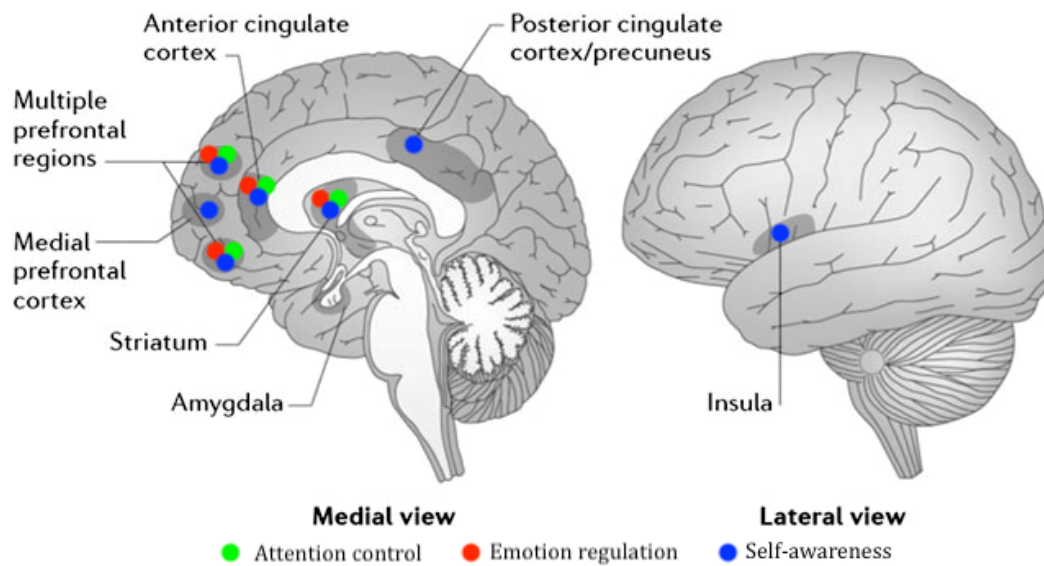 Anterior cingulate
cortex
Posterior cingulate
cortex/precuneus
Multiple
prefrontal
regions
Medial
prefrontal
cortex
Striatum
Amygdala
Insula
Medial view
Lateral view
Attention control
Emotion regulation
Self-awareness